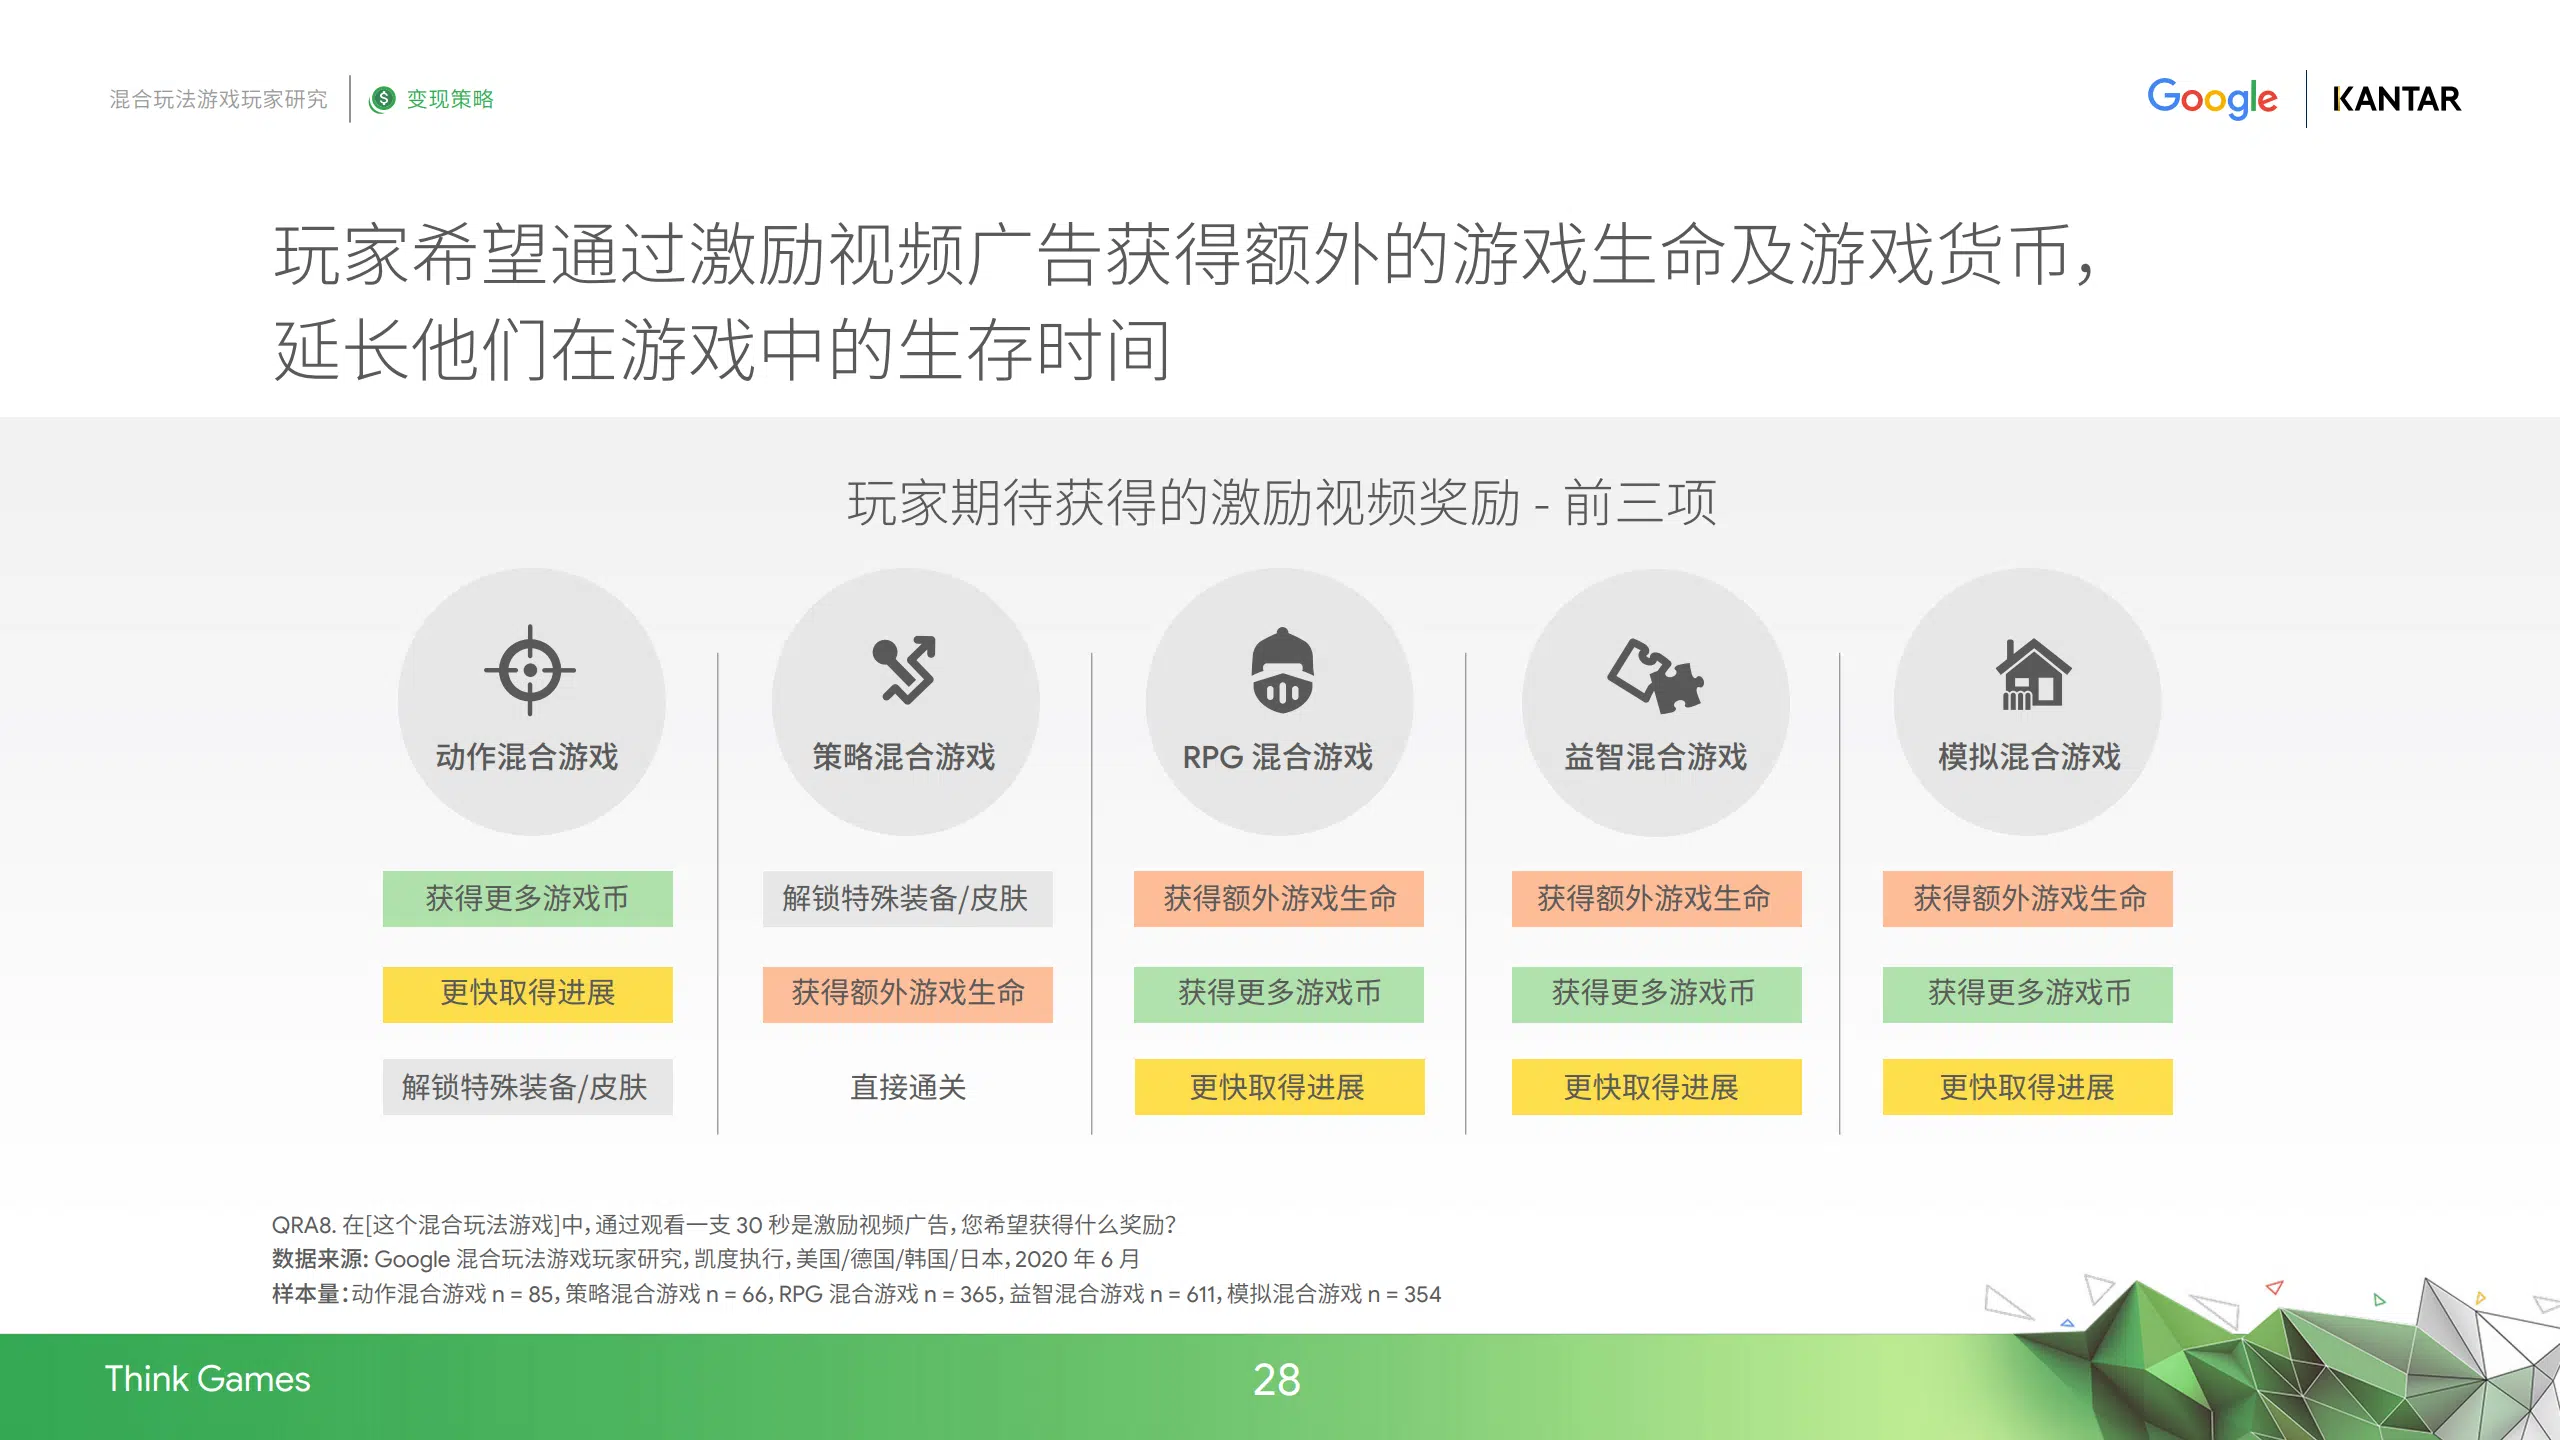 混合玩法游戏玩家研究
变现策略
Google
KANTAR
玩家希望通过激励视频广告获得额外的游戏生命及游戏货币，
延长他们在游戏中的生存时间
玩家期待获得的激励视频奖励 - 前三项
动作混合游戏
获得更多游戏币
更快取得进展
解锁特殊装备/皮肤
策略混合游戏
解锁特殊装备/皮肤
获得额外游戏生命
直接通关
RPG 混合游戏
获得额外游戏生命
获得更多游戏币
更快取得进展
益智混合游戏
获得额外游戏生命
获得更多游戏币
更快取得进展
模拟混合游戏
获得额外游戏生命
获得更多游戏币
更快取得进展
QRA8. 在[这个混合玩法游戏]中，通过观看一支 30 秒是激励视频广告，您希望获得什么奖励？
数据来源：Google 混合玩法游戏玩家研究，凯度执行，美国/德国/韩国/日本，2020 年 6 月
样本量：动作混合游戏 n = 85，策略混合游戏 n = 66，RPG 混合游戏 n = 365，益智混合游戏 n = 611，模拟混合游戏 n = 354
Think Games
28